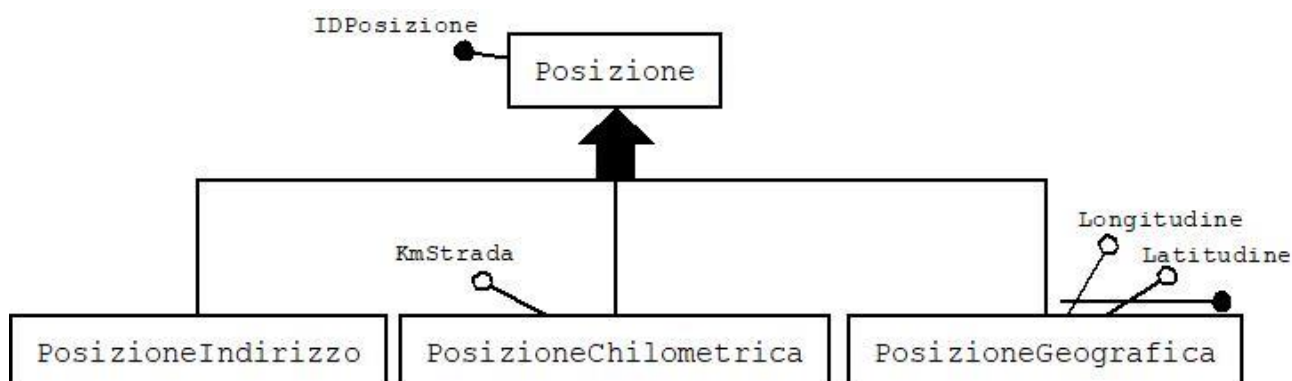 IDPosizione
Posizione
Longitudine
KmStrada
Latitudine
PosizioneIndirizzo
PosizioneChilometrica
PosizioneGeografica